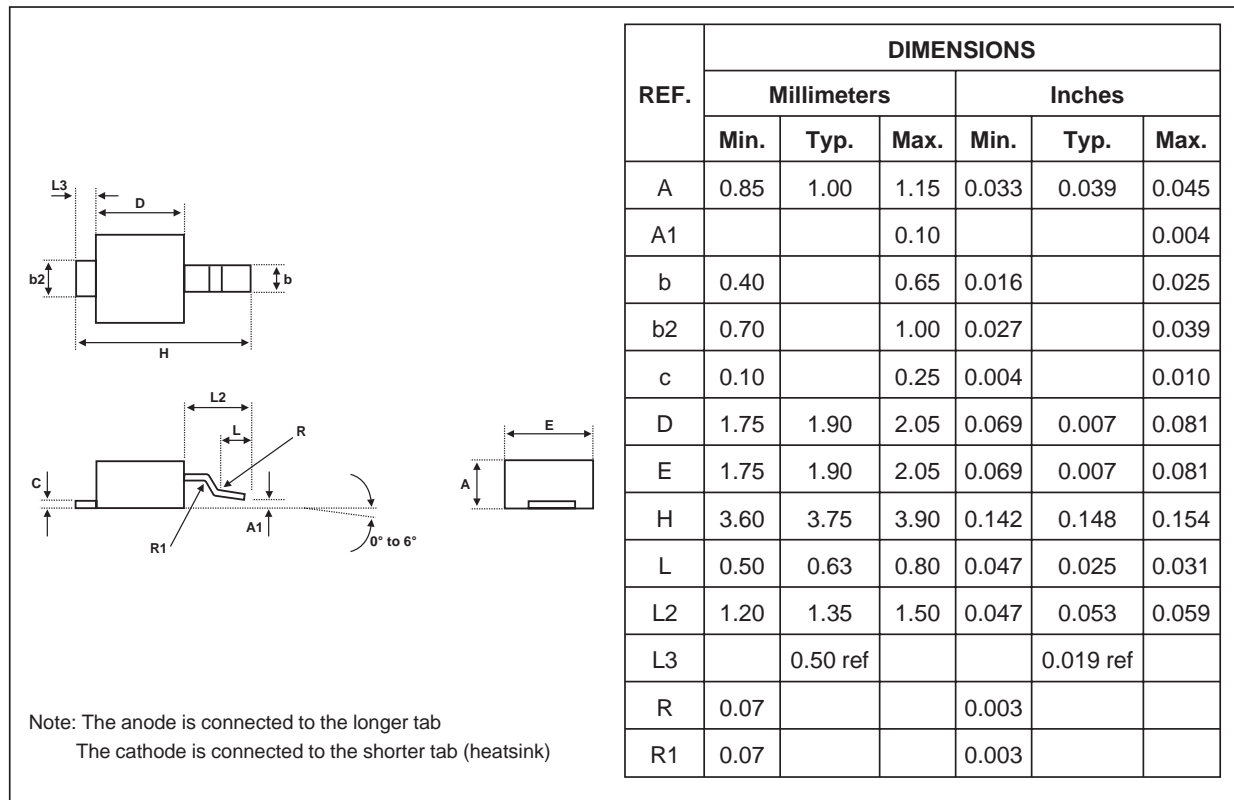 L3
D
b2
b
H
L2
L
R
C
A1
R1
0° to 6°
E
A
Note: The anode is connected to the longer tab
The cathode is connected to the shorter tab (heatsink)
REF. DIMENSIONS
Millimeters Inches
Min. Typ. Max. Min. Typ. Max.
A 0.85 1.00 1.15 0.033 0.039 0.045
A1 0.10 0.004
b 0.40 0.65 0.016 0.025
b2 0.70 1.00 0.027 0.039
c 0.10 0.25 0.004 0.010
D 1.75 1.90 2.05 0.069 0.007 0.081
E 1.75 1.90 2.05 0.069 0.007 0.081
H 3.60 3.75 3.90 0.142 0.148 0.154
L 0.50 0.63 0.80 0.047 0.025 0.031
L2 1.20 1.35 1.50 0.047 0.053 0.059
L3 0.50 ref 0.019 ref
R 0.07 0.003
R1 0.07 0.003